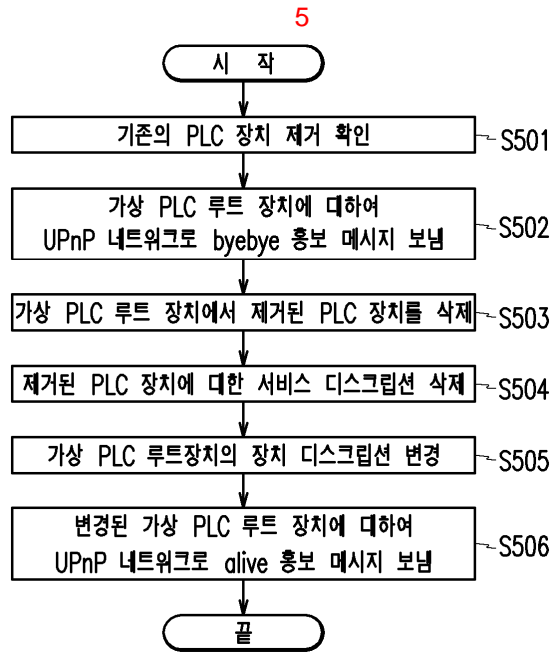 5
시 작
기존의 PLC 장치 제거 확인
S501
가상 PLC 루트 장치에 대하여
UPnP 네트워크로 byebye 홍보 메시지 보냄
S502
가상 PLC 루트 장치에서 제거된 PLC 장치를 삭제
S503
제거된 PLC 장치에 대한 서비스 디스크립션 삭제
S504
가상 PLC 루트장치의 장치 디스크립션 변경
S505
변경된 가상 PLC 루트 장치에 대하여
UPnP 네트워크로 alive 홍보 메시지 보냄
S506
끝